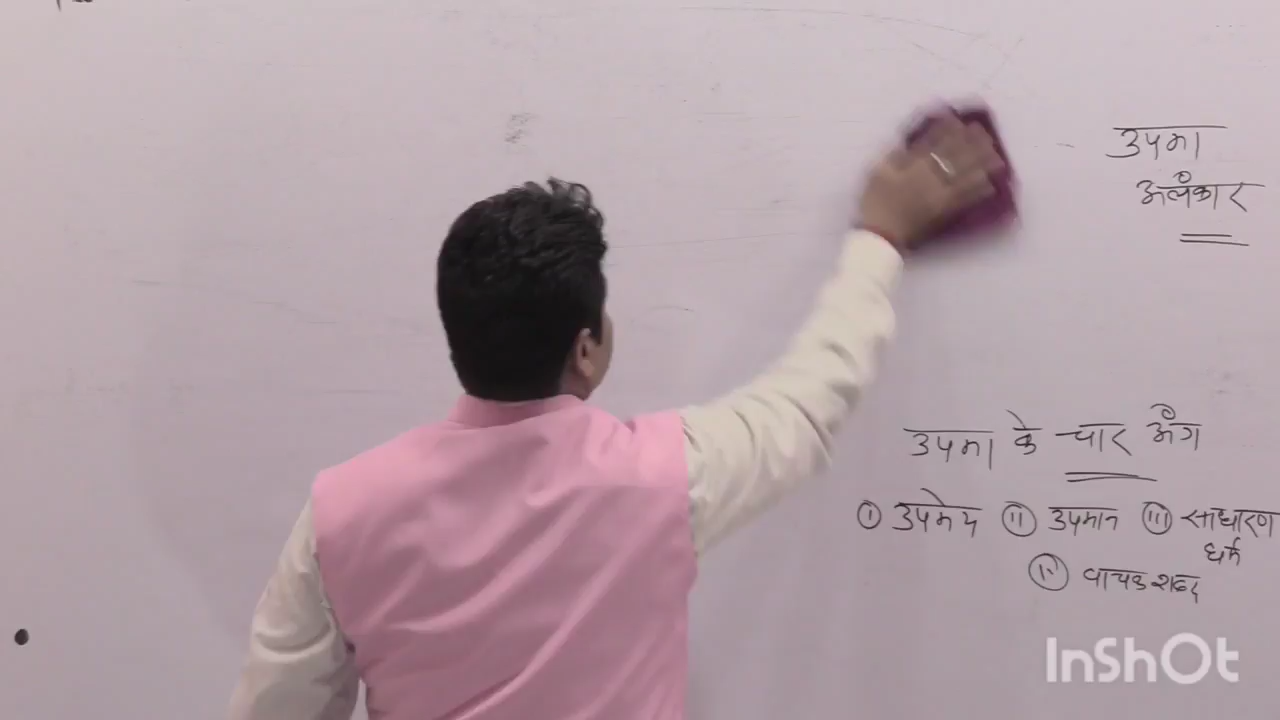 उपमा
अलंकार
उपमा के चार अंग
(i) उपमेय (ii) उपमान (iii) साधारण
धर्म
(iv) वाचक शब्द
InShOt